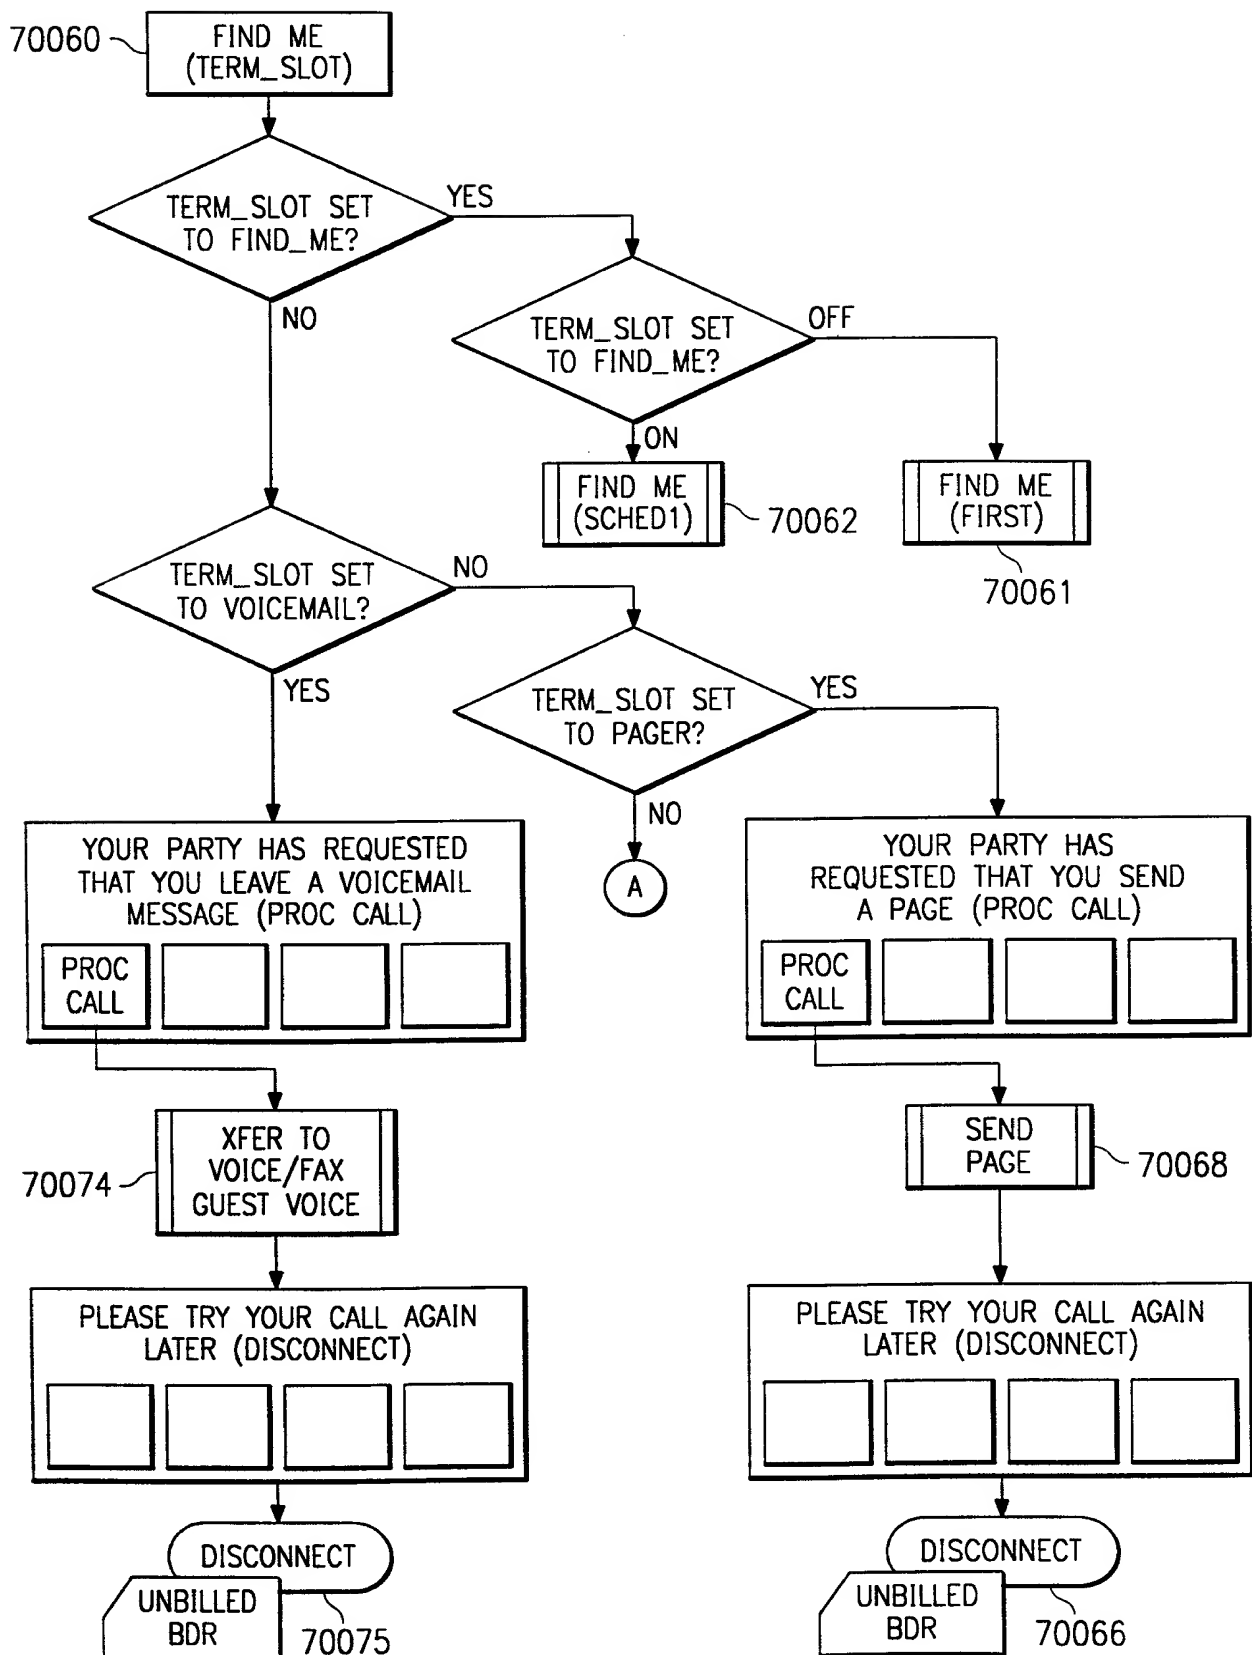 70060
FIND ME
(TERM_SLOT)
TERM_SLOT SET
TO FIND_ME?
YES
NO
TERM_SLOT SET
TO FIND_ME?
OFF
ON
FIND ME
(SCHED1)
70062
FIND ME
(FIRST)
70061
TERM_SLOT SET
TO VOICEMAIL?
NO
YES
TERM_SLOT SET
TO PAGER?
YES
NO
A
YOUR PARTY HAS REQUESTED
THAT YOU LEAVE A VOICEMAIL
MESSAGE (PROC CALL)
PROC
CALL
YOUR PARTY HAS
REQUESTED THAT YOU SEND
A PAGE (PROC CALL)
PROC
CALL
XFER TO
VOICE/FAX
GUEST VOICE
70074
SEND
PAGE
70068
PLEASE TRY YOUR CALL AGAIN
LATER (DISCONNECT)
PLEASE TRY YOUR CALL AGAIN
LATER (DISCONNECT)
DISCONNECT
UNBILLED
BDR
70075
DISCONNECT
UNBILLED
BDR
70066